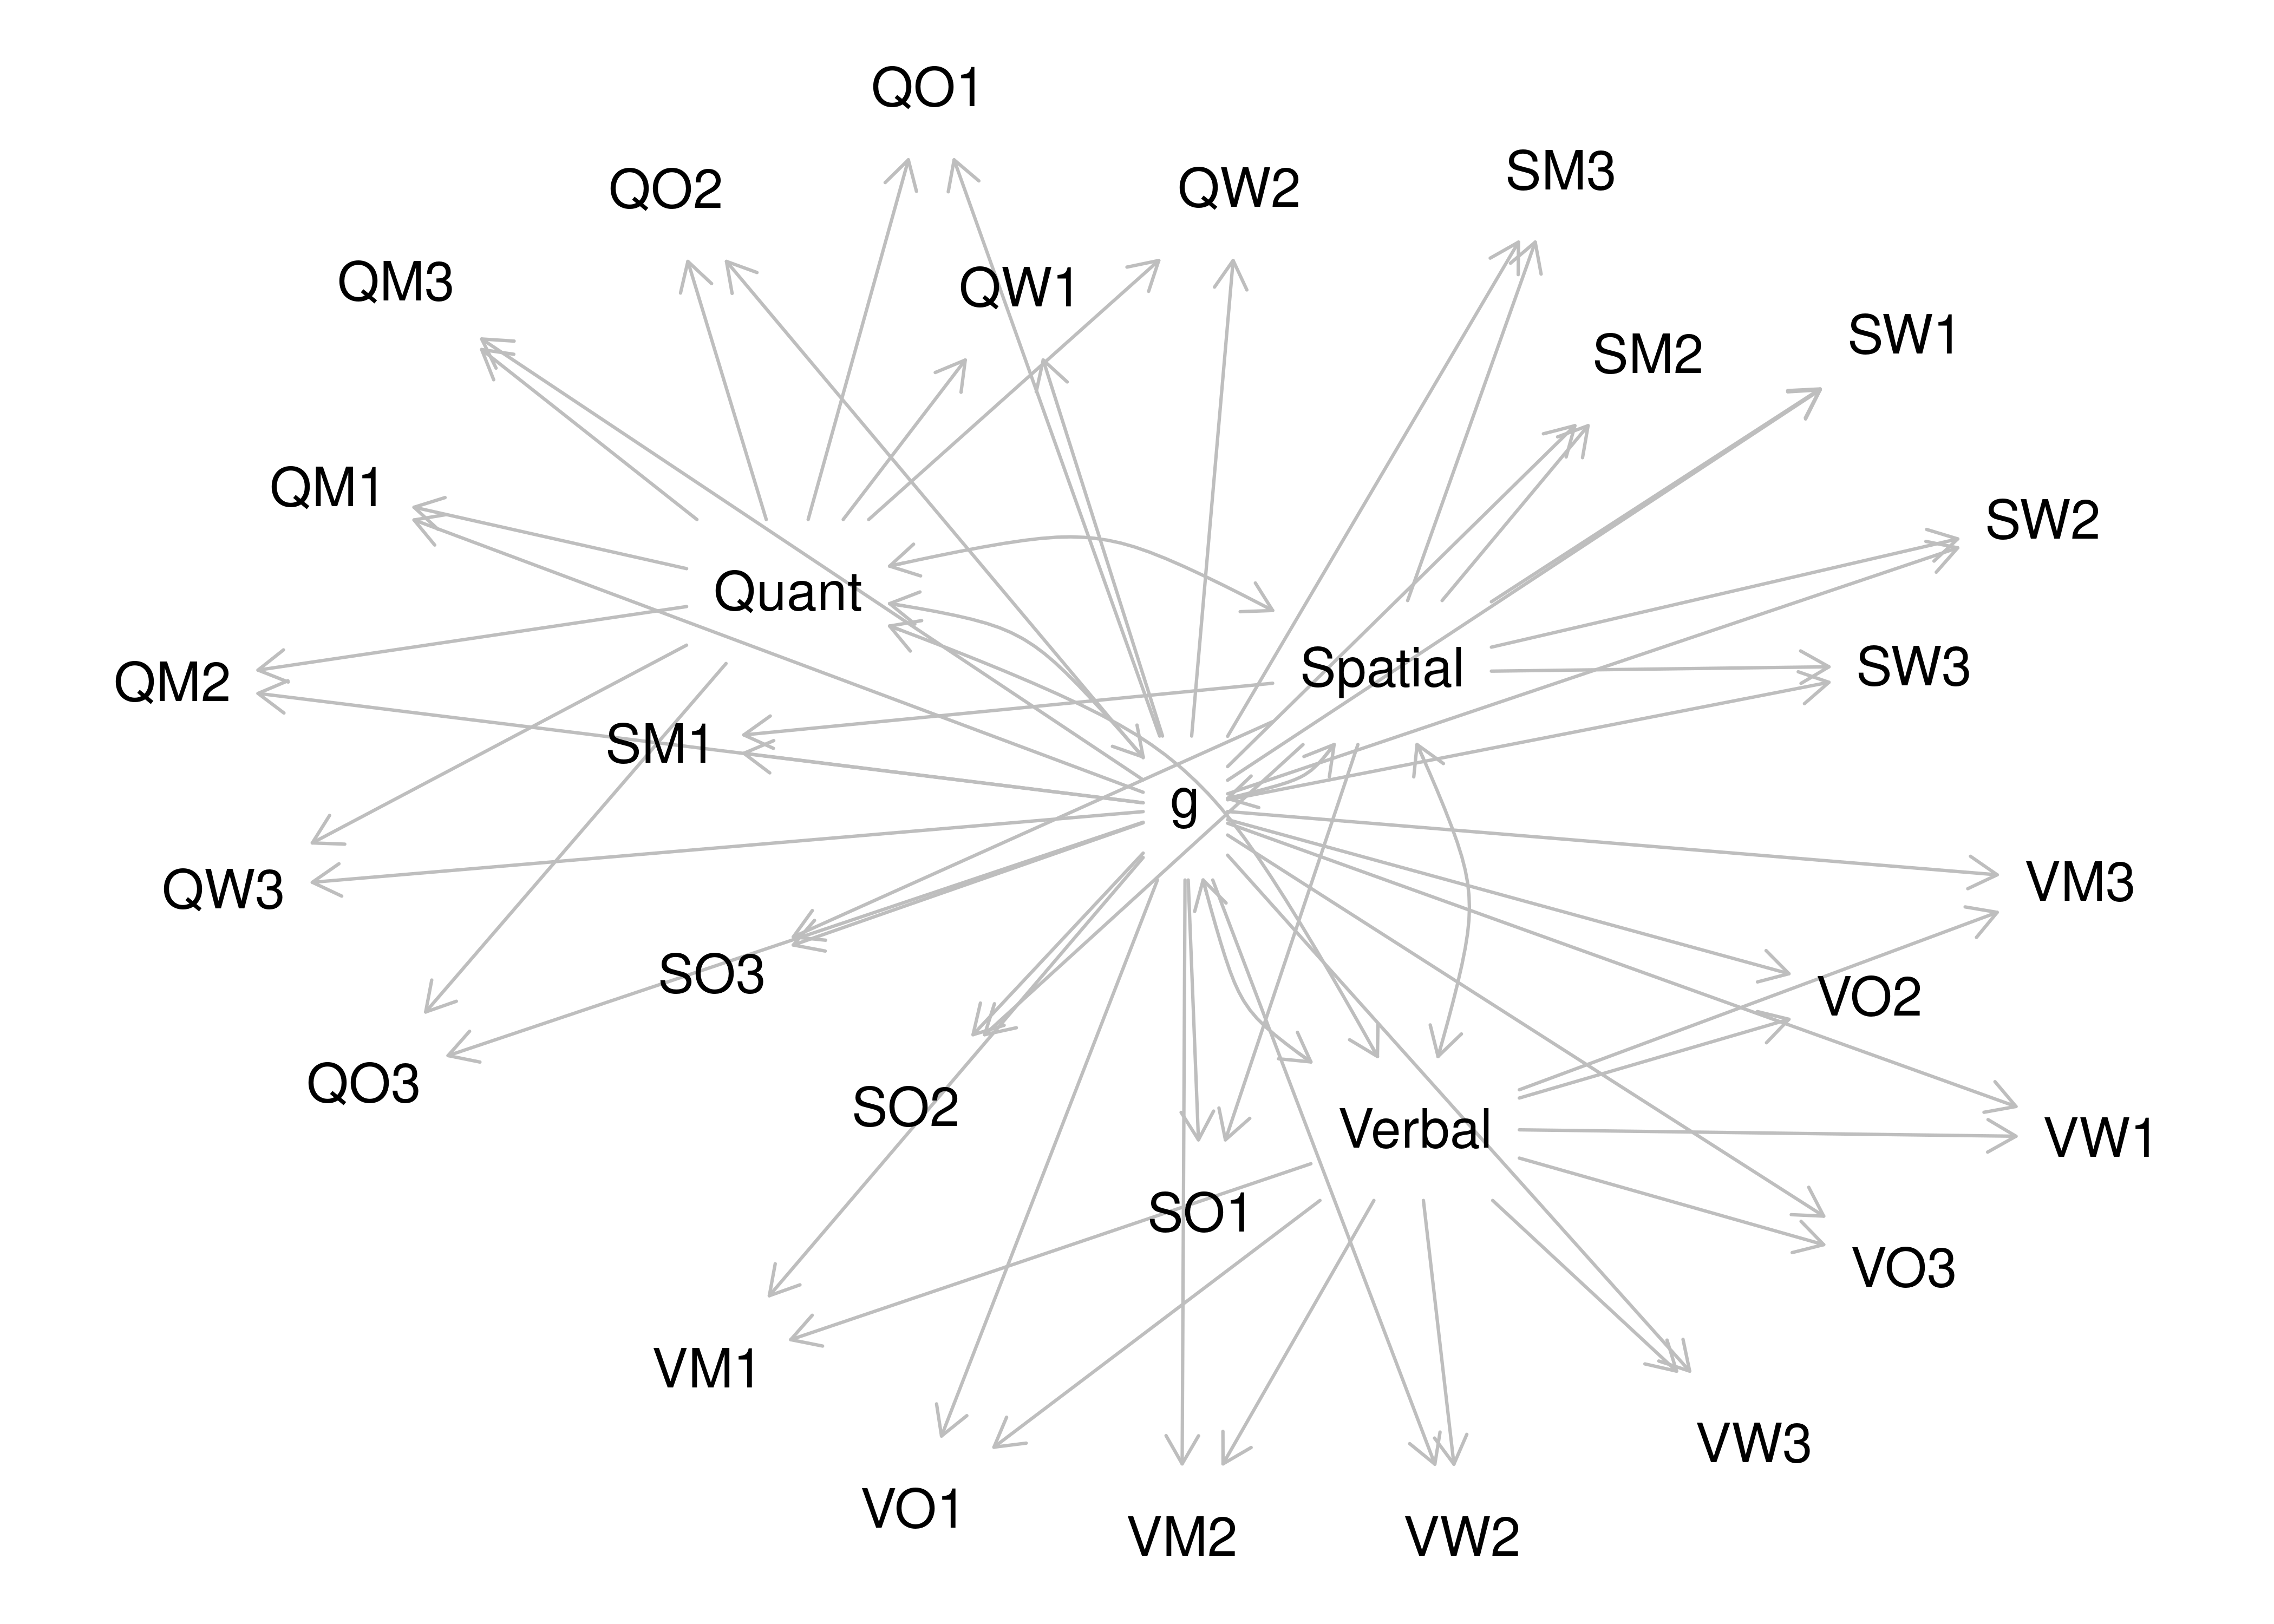 QO1
SM3
QO2
QW2
QM3
QW1
SW1
SM2
QM1
SW2
Quant
Spatial
SW3
QM2
SM1
g
VM3
QW3
SO3
VO2
QO3
SO2
Verbal
VW1
SO1
VO3
VM1
VW3
VO1
VM2
VW2